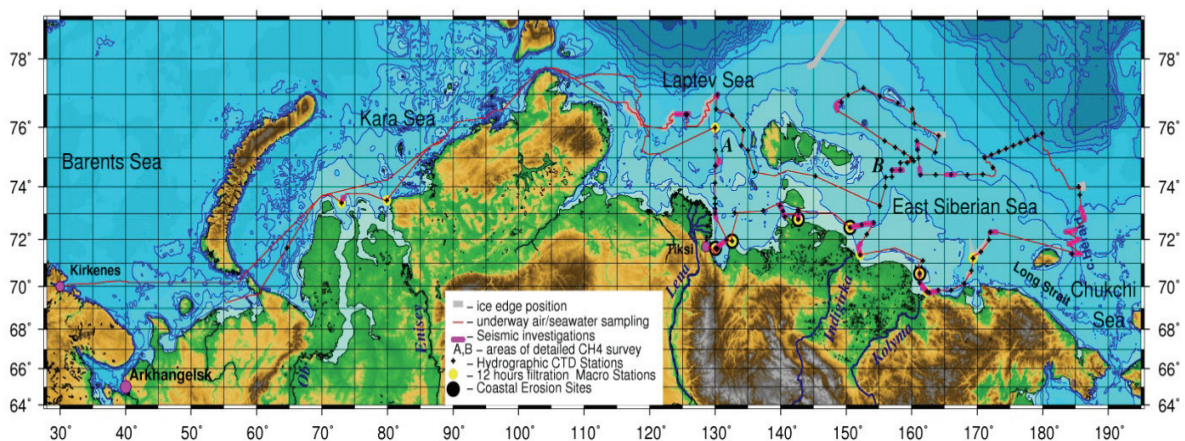 78˚
78˚
Laptev Sea
Kara Sea
76˚
76˚
Barents Sea
A
B
74˚
74˚
East Siberian Sea
72˚
72˚
Tiksi
Kirkenes
Lena
Long Strait
Chukchi
70˚
70˚
Sea
Indigirka
Kolyma
Enisey
– ice edge position
– underway air/seawater sampling
68˚
68˚
– Seismic investigations
A,B – areas of detailed CH4 survey
Ob
66˚
66˚
– Hydrographic CTD Stations
Arkhangelsk
– 12 hours filtration Macro Stations
– Coastal Erosion Sites
64˚
64˚
30 40 50 60 70 80 90 100 110 120 130 140 150 160 170 180 190